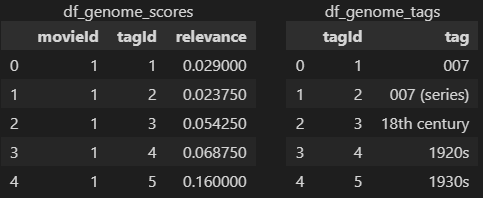 df_genome_scores df_genome_tags
movieId tagId relevance tagId tag
0 1 1 0.029000 0 1 007
1 1 2 0.023750 1 2 007 (series)
2 1 3 0.054250 2 3 18th century
3 1 4 0.068750 3 4 1920s
4 1 5 0.160000 4 5 1930s